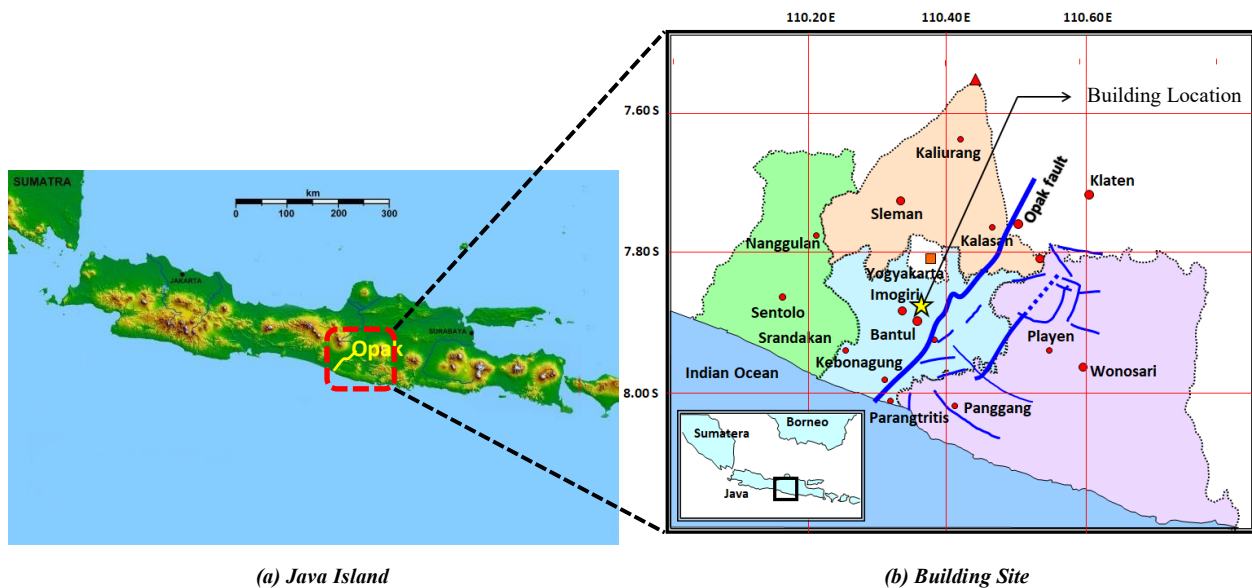 SUMATRA
km
0 50 100 150 200 300
JAKARTA
SURABAYA
Opak
(a) Java Island
110.20 E
110.40 E
110.60 E
7.60 S
7.80 S
8.00 S
Building Location
Kaliurang
Opak fault
Klaten
Sleman
Kalasan
Nanggulan
Yogyakarta
Imogiri
Sentolo
Bantul
Srandakan
Playen
Kebonagung
Wonosari
Indian Ocean
Parangtritis
Panggang
Borneo
Sumatera
Java
(b) Building Site